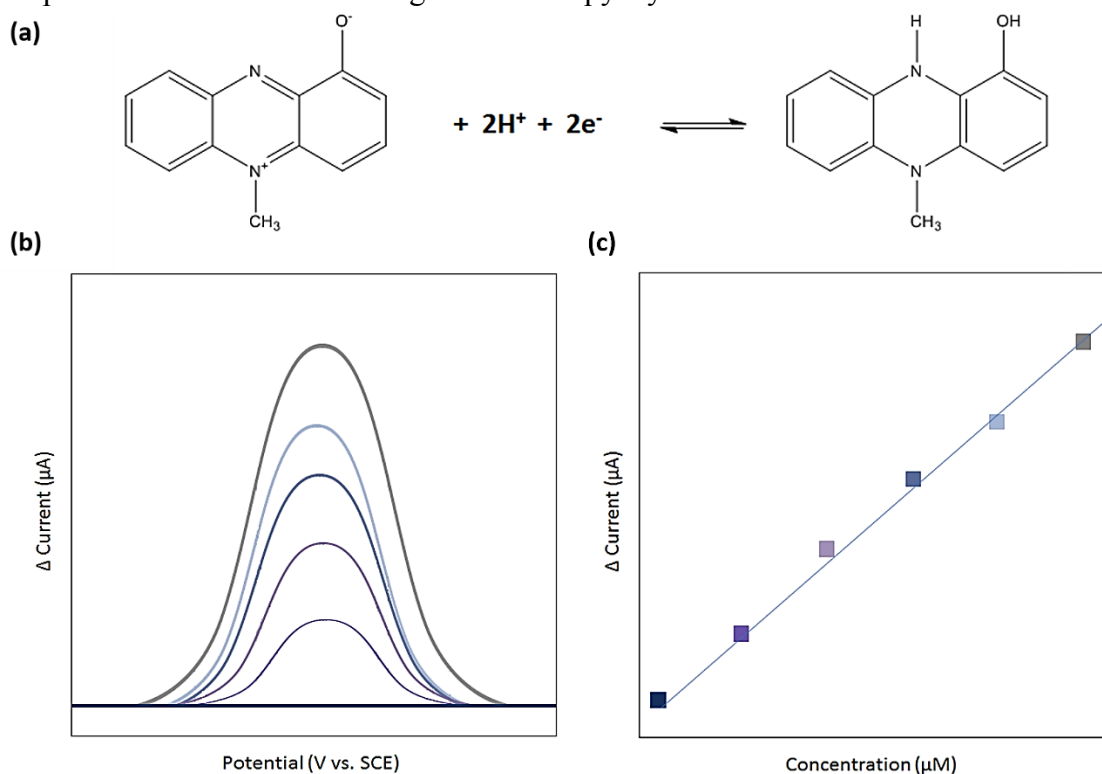 (a)
O-
N
N+
CH3
+ 2H+ + 2e-
H
OH
N
N
CH3
(b)
Δ Current (µA)
Potential (V vs. SCE)
(c)
Δ Current (µA)
Concentration (µM)